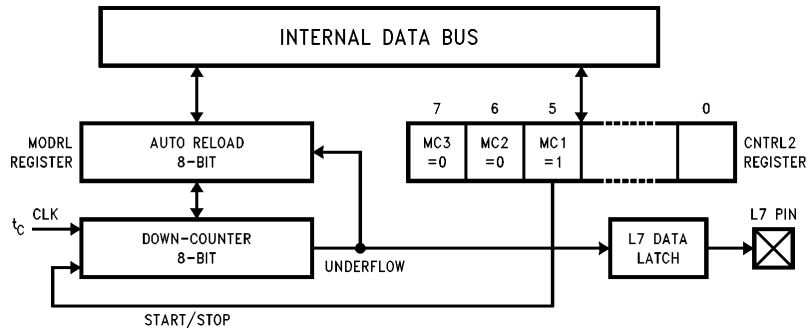 INTERNAL DATA BUS
7 6 5 0
MODRL
REGISTER
AUTO RELOAD
8-BIT
MC3
=0
MC2
=0
MC1
=1
CNTRL2
REGISTER
tC CLK
DOWN-COUNTER
8-BIT
UNDERFLOW
L7 DATA
LATCH
L7 PIN
START/STOP